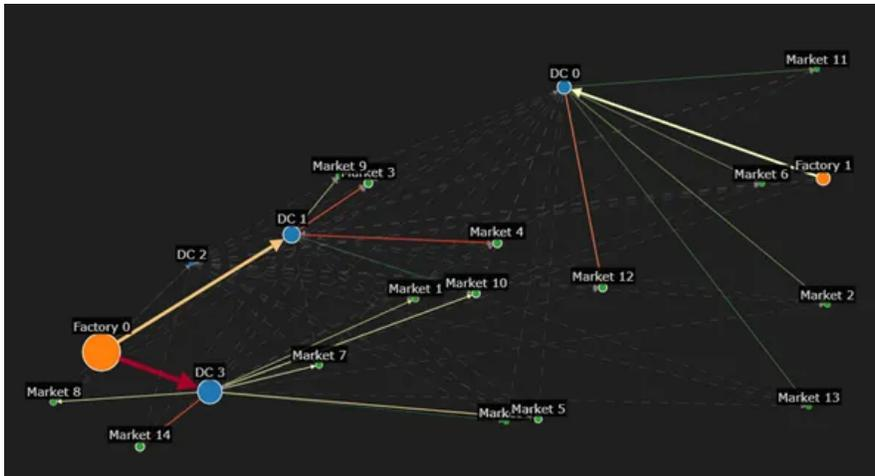 Market 11
DC 0
Market 9
Market 3
Market 6
Factory 1
DC 1
Market 4
DC 2
Market 12
Market 1
Market 10
Market 2
Factory 0
Market 7
DC 3
Market 8
Market 13
Market 5
Market 14